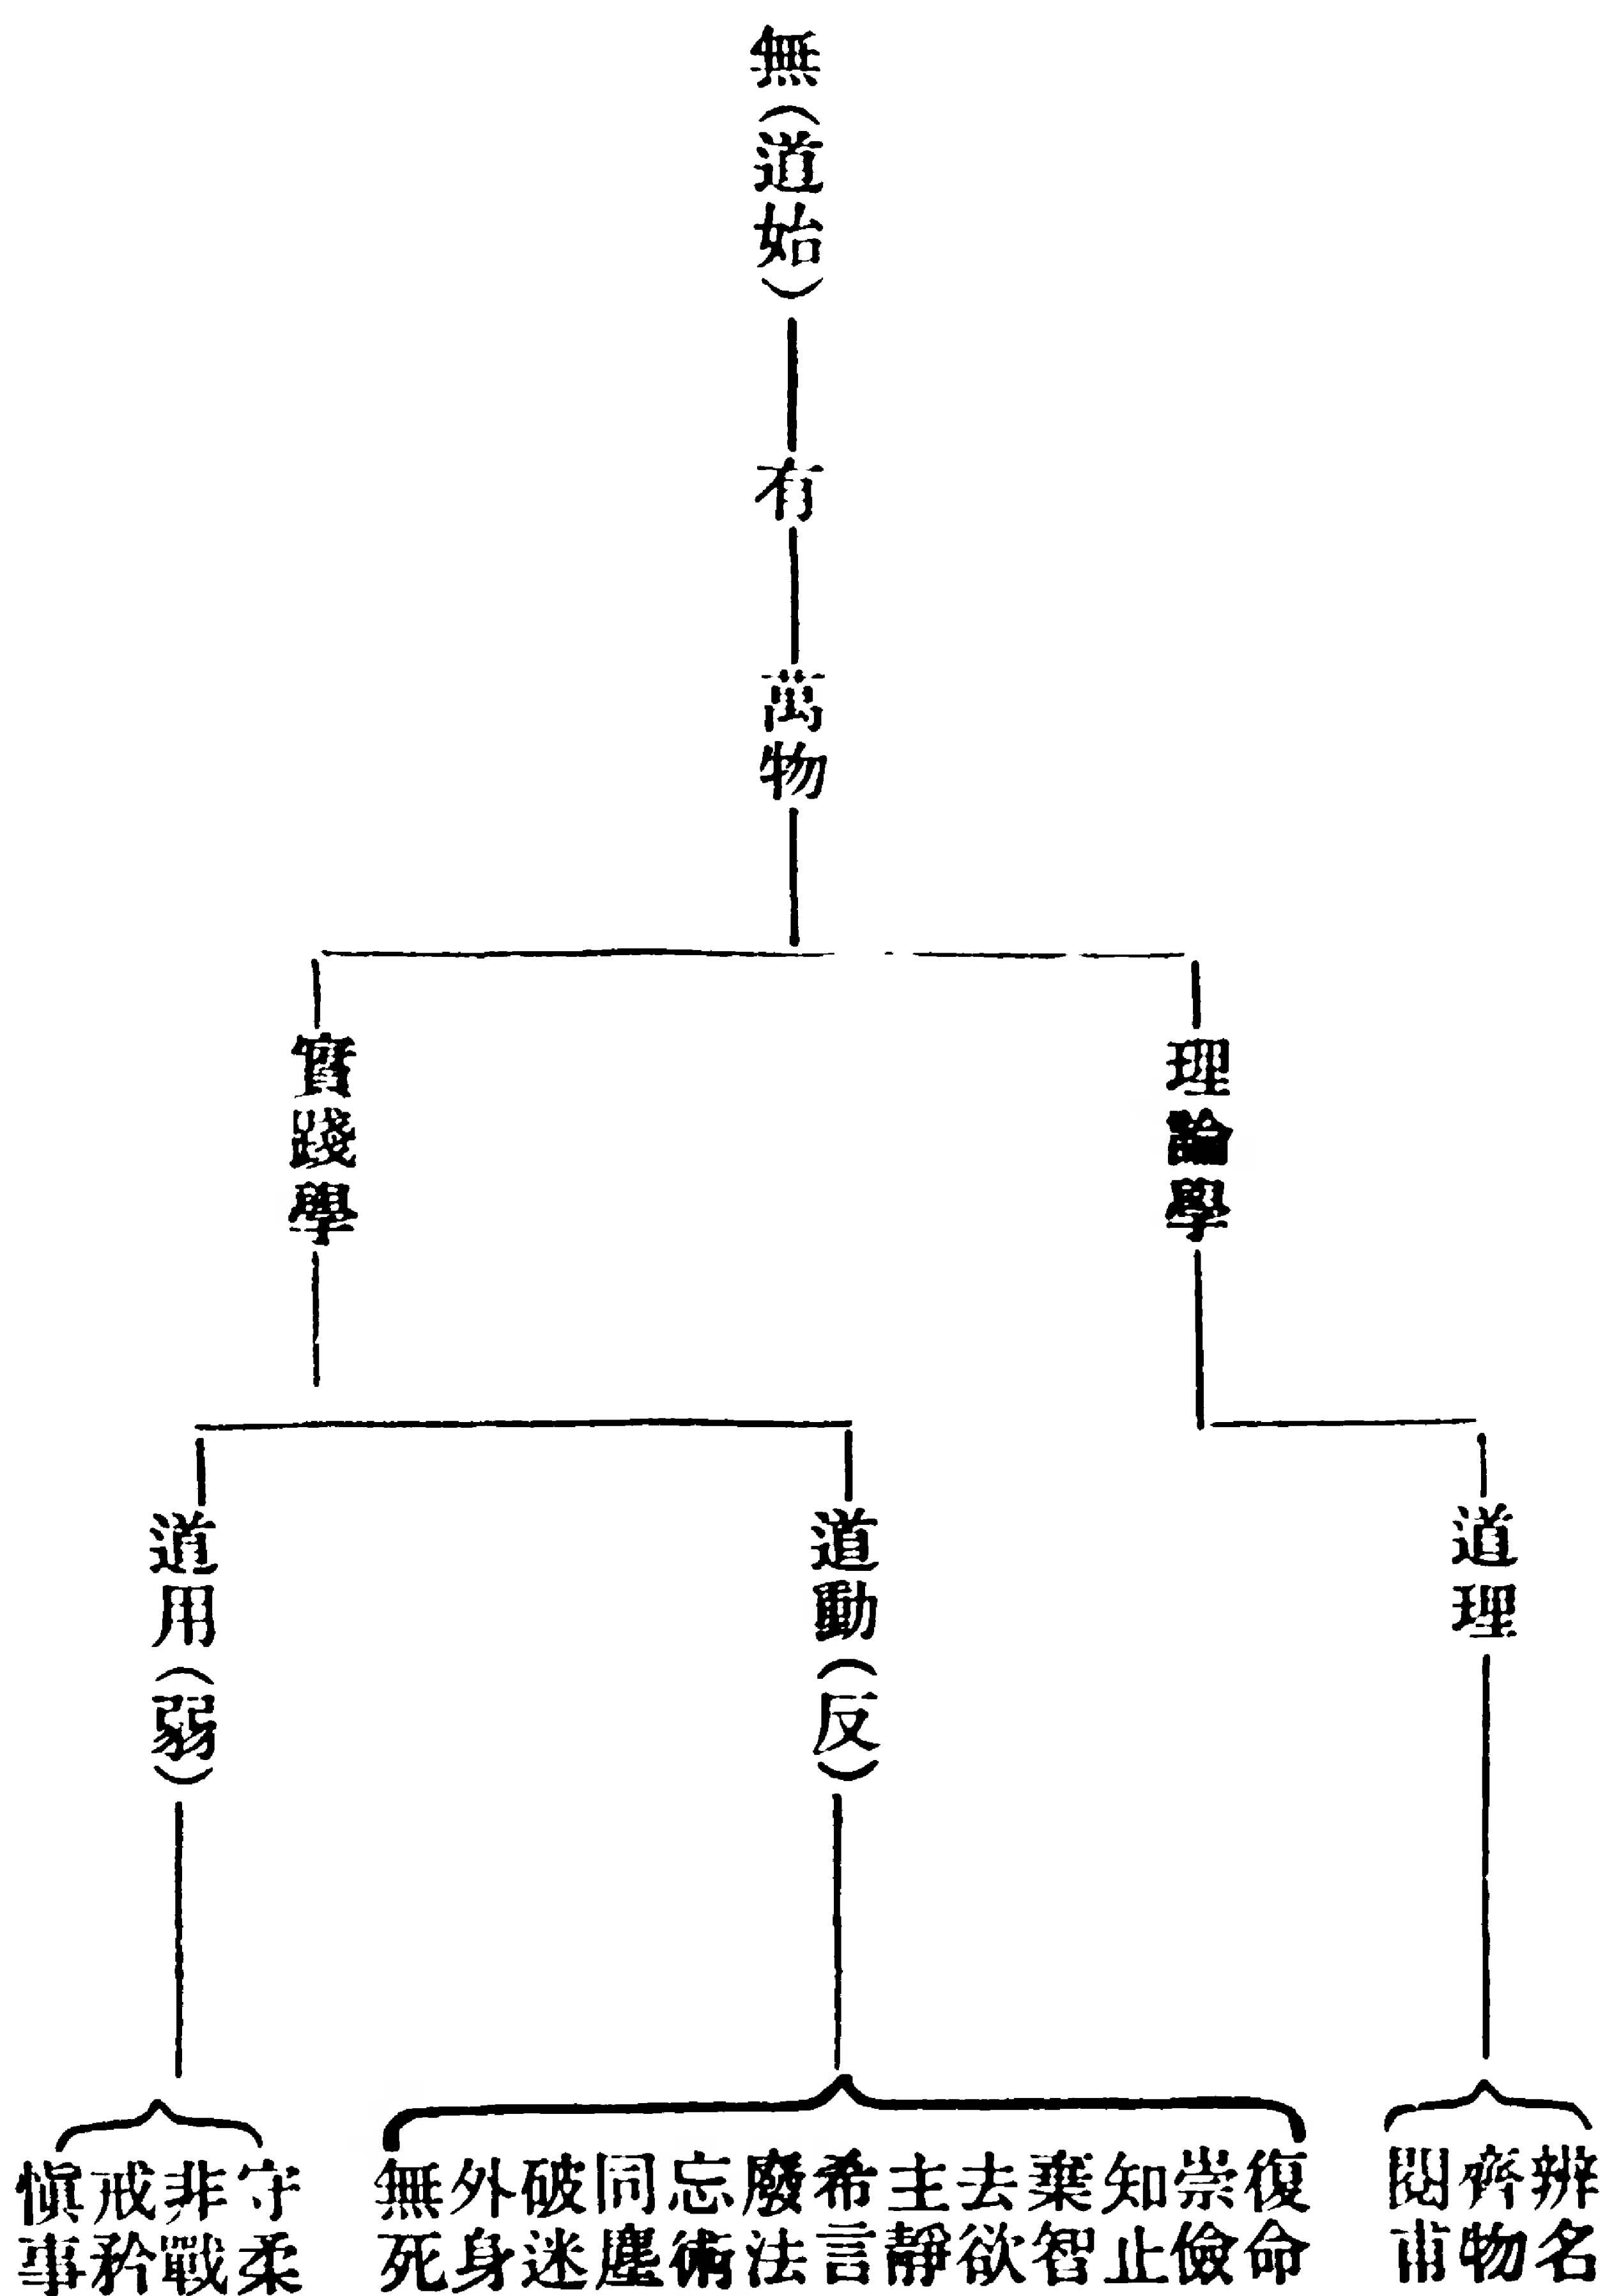 無(道始)
有
萬物
理論學
實踐學
道理
道動(反)
道用(弱)
辨名
齊物
閱甫
復命
崇儉
知止
棄智
去欲
主靜
希言
廢法
忘術
同塵
破迷
外身
無死
守柔
非戰
戒矜
慎事